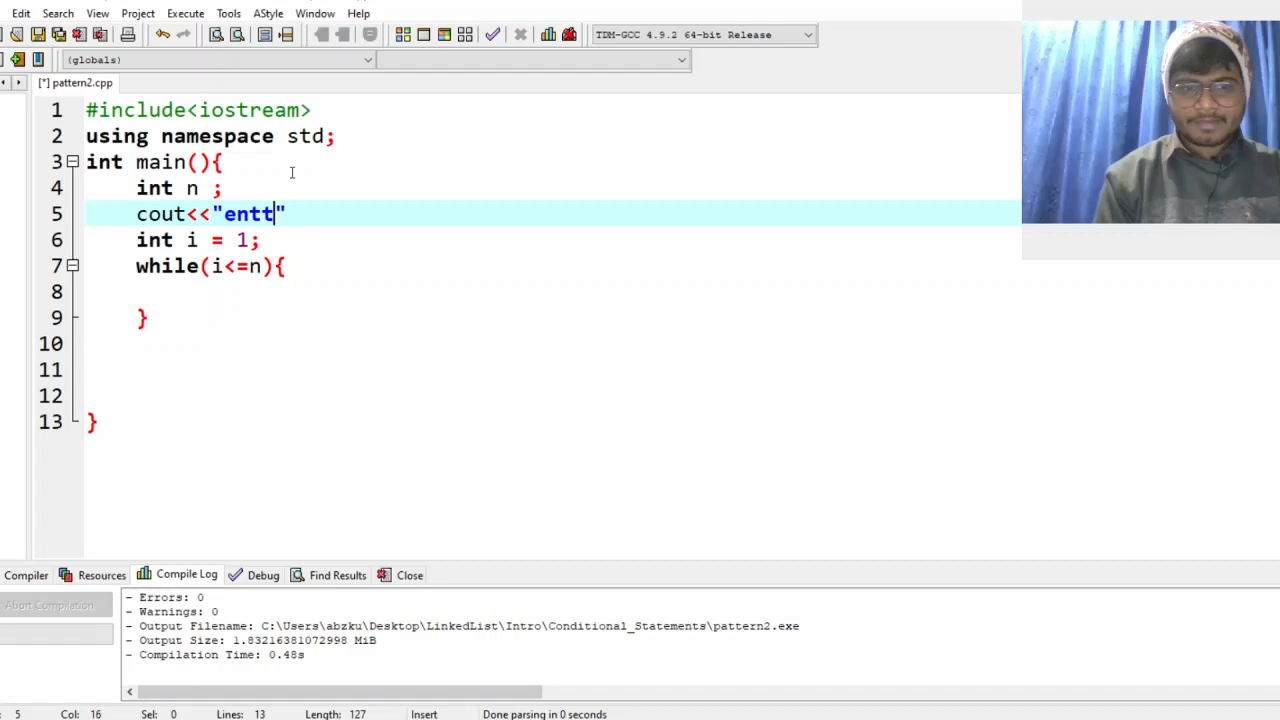 Edit Search View Project Execute Tools AStyle Window Help
TDM-GCC 4.9.2 64-bit Release
(globals)
[*] pattern2.cpp
1 #include<iostream>
2 using namespace std;
3 int main(){
4 int n ;
5 cout<<"entt"
6 int i = 1;
7 while(i<=n){
8
9 }
10
11
12
13 }
Compiler Resources Compile Log Debug Find Results Close
Abort Compilation
- Errors: 0
- Warnings: 0
- Output Filename: C:\Users\abzku\Desktop\LinkedList\Intro\Conditional_Statements\pattern2.exe
- Output Size: 1.83216381072998 MiB
- Compilation Time: 0.48s
5 Col: 16 Sel: 0 Lines: 13 Length: 127 Insert Done parsing in 0 seconds